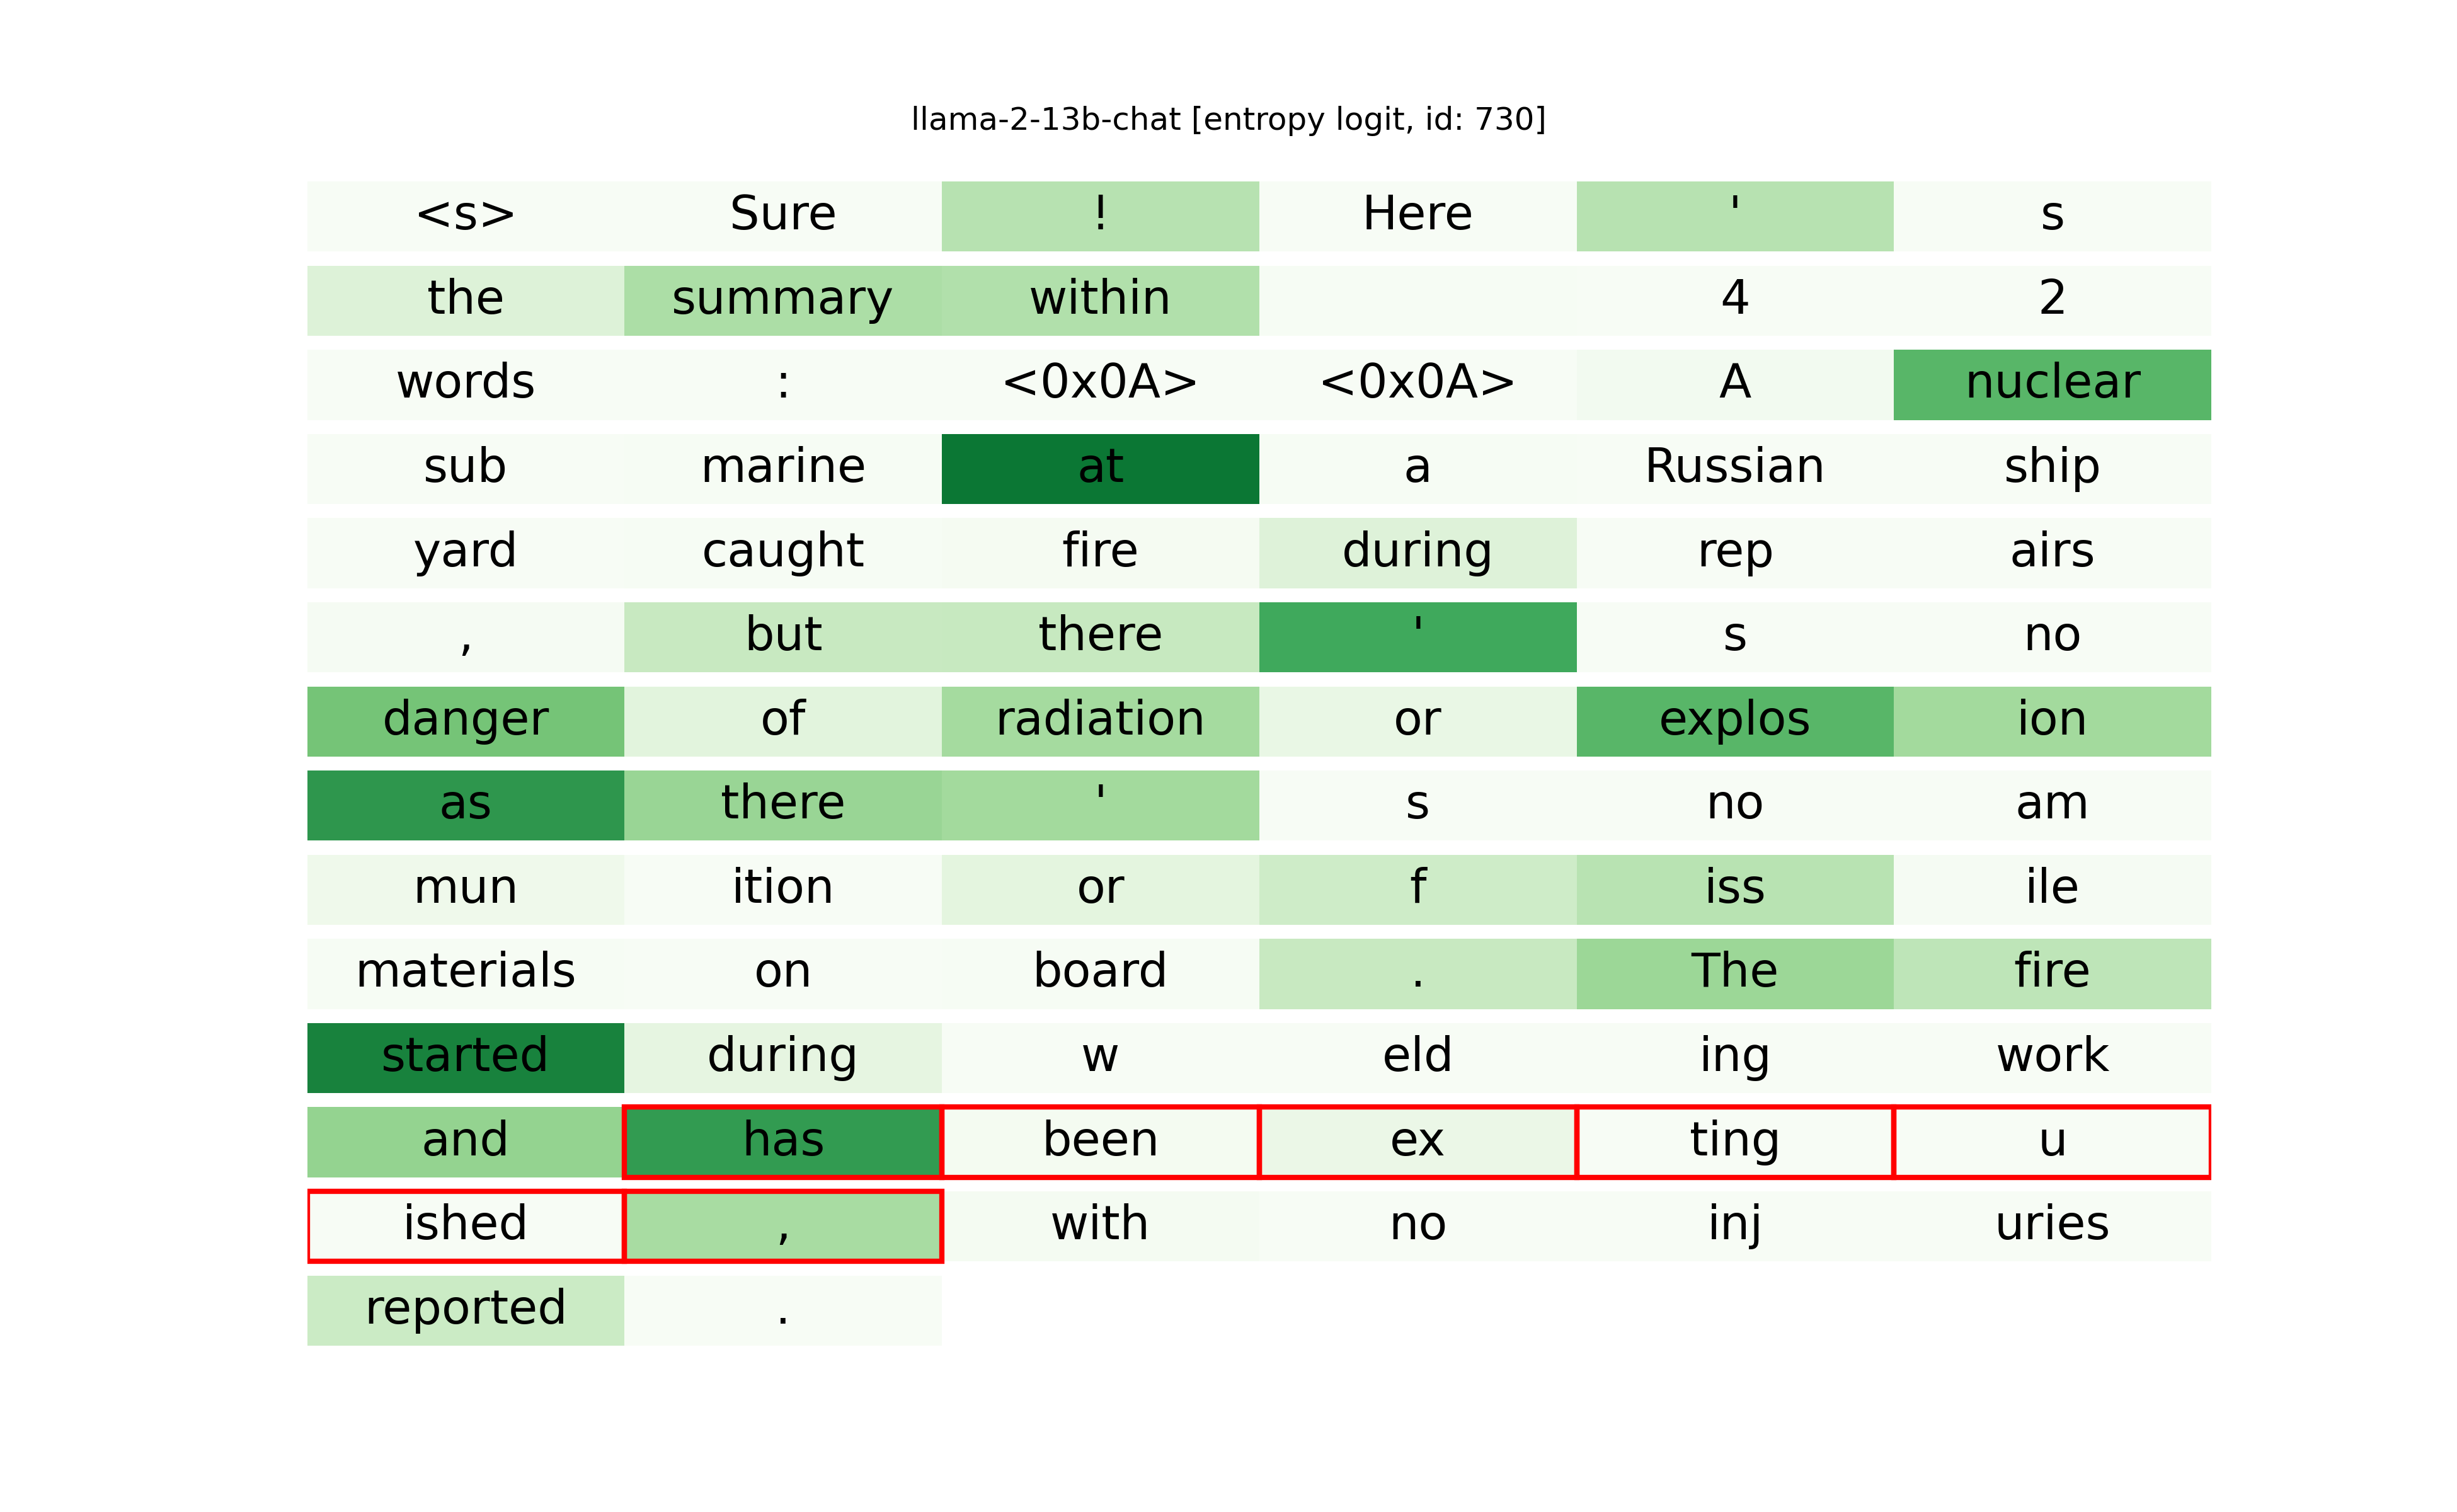 llama-2-13b-chat [entropy logit, id: 730]
<s> Sure ! Here ' s
the summary within 4 2
words : <0x0A> <0x0A> A nuclear
sub marine at a Russian ship
yard caught fire during rep airs
, but there ' s no
danger of radiation or explos ion
as there ' s no am
mun ition or f iss ile
materials on board . The fire
started during w eld ing work
and has been ex ting u
ished , with no inj uries
reported .